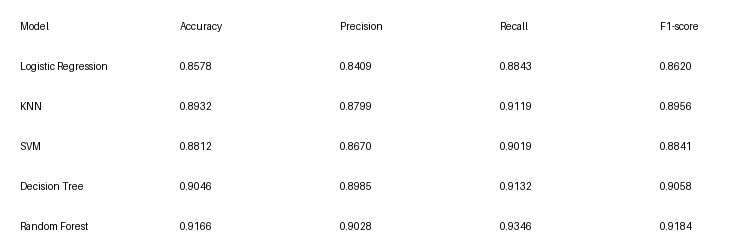 Model Accuracy Precision Recall F1-score
Logistic Regression 0.8578 0.8409 0.8843 0.8620
KNN 0.8932 0.8799 0.9119 0.8956
SVM 0.8812 0.8670 0.9019 0.8841
Decision Tree 0.9046 0.8985 0.9132 0.9058
Random Forest 0.9166 0.9028 0.9346 0.9184